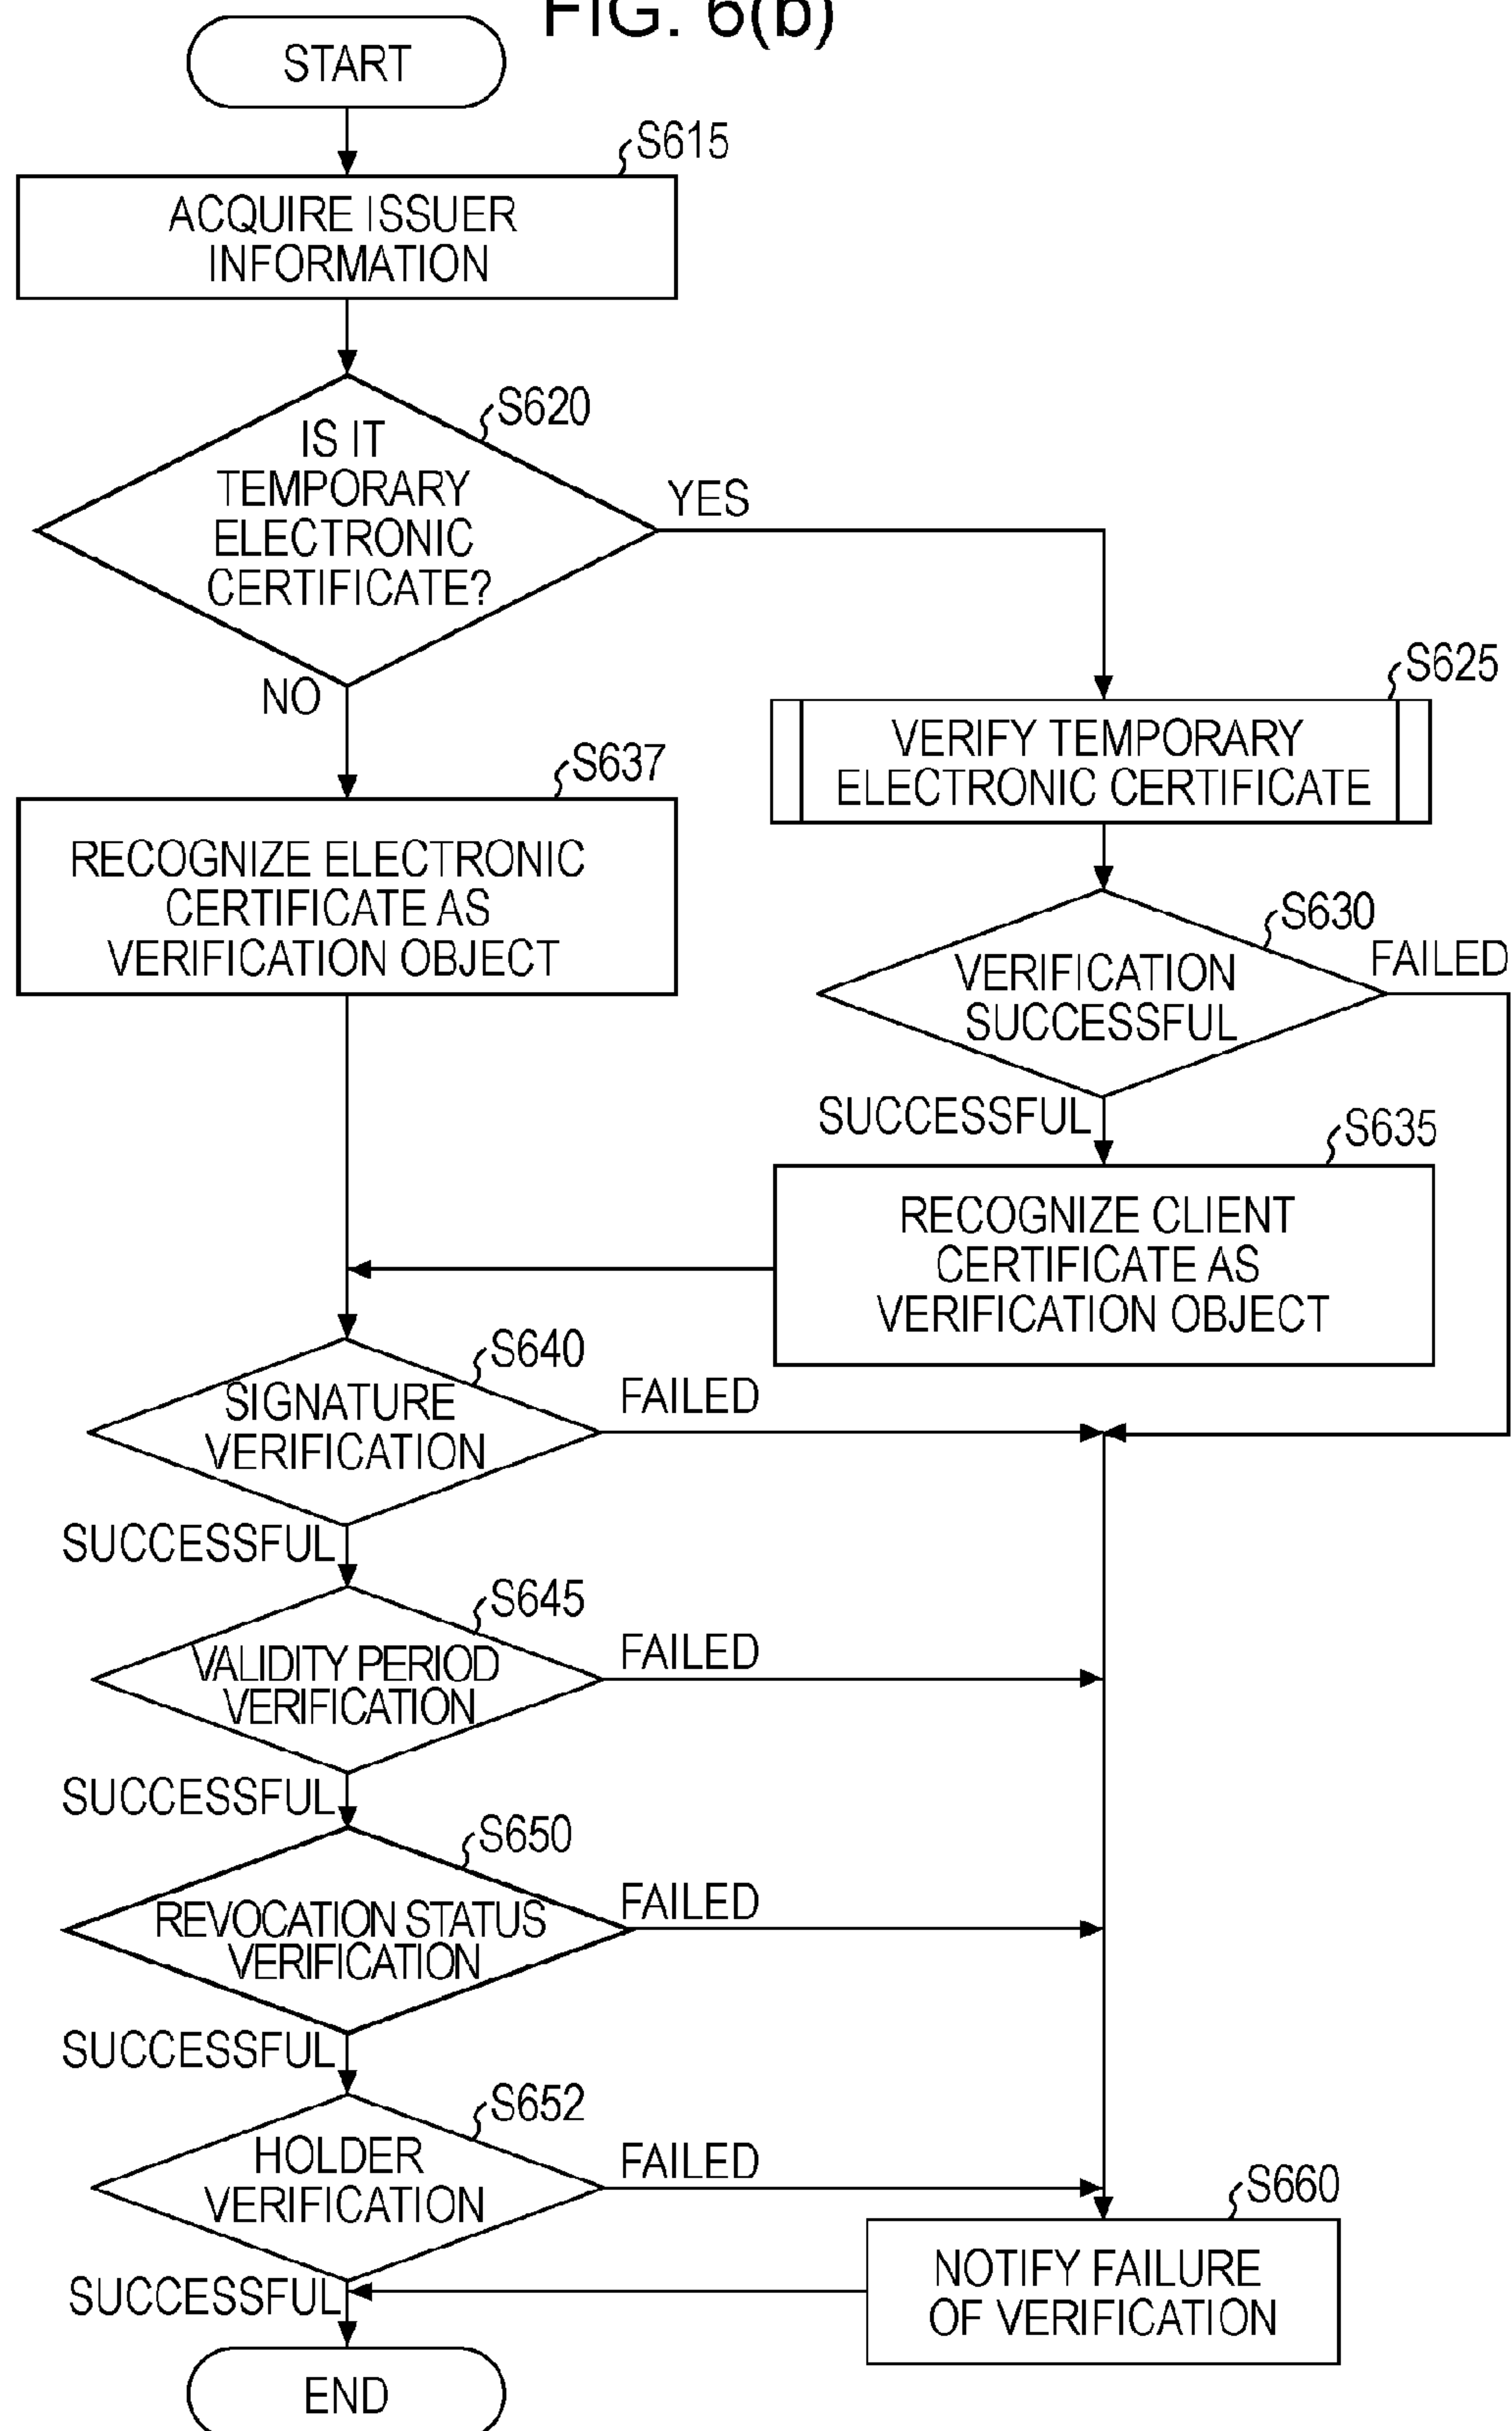 FIG. 6(b)
START
S615
ACQUIRE ISSUER
INFORMATION
S620
IS IT
TEMPORARY
ELECTRONIC
CERTIFICATE?
YES
NO
S625
VERIFY TEMPORARY
ELECTRONIC CERTIFICATE
S637
RECOGNIZE ELECTRONIC
CERTIFICATE AS
VERIFICATION OBJECT
S630
VERIFICATION
SUCCESSFUL
FAILED
SUCCESSFUL
S635
RECOGNIZE CLIENT
CERTIFICATE AS
VERIFICATION OBJECT
S640
SIGNATURE
VERIFICATION
FAILED
SUCCESSFUL
S645
VALIDITY PERIOD
VERIFICATION
FAILED
SUCCESSFUL
S650
REVOCATION STATUS
VERIFICATION
FAILED
SUCCESSFUL
S652
HOLDER
VERIFICATION
FAILED
SUCCESSFUL
S660
NOTIFY FAILURE
OF VERIFICATION
END